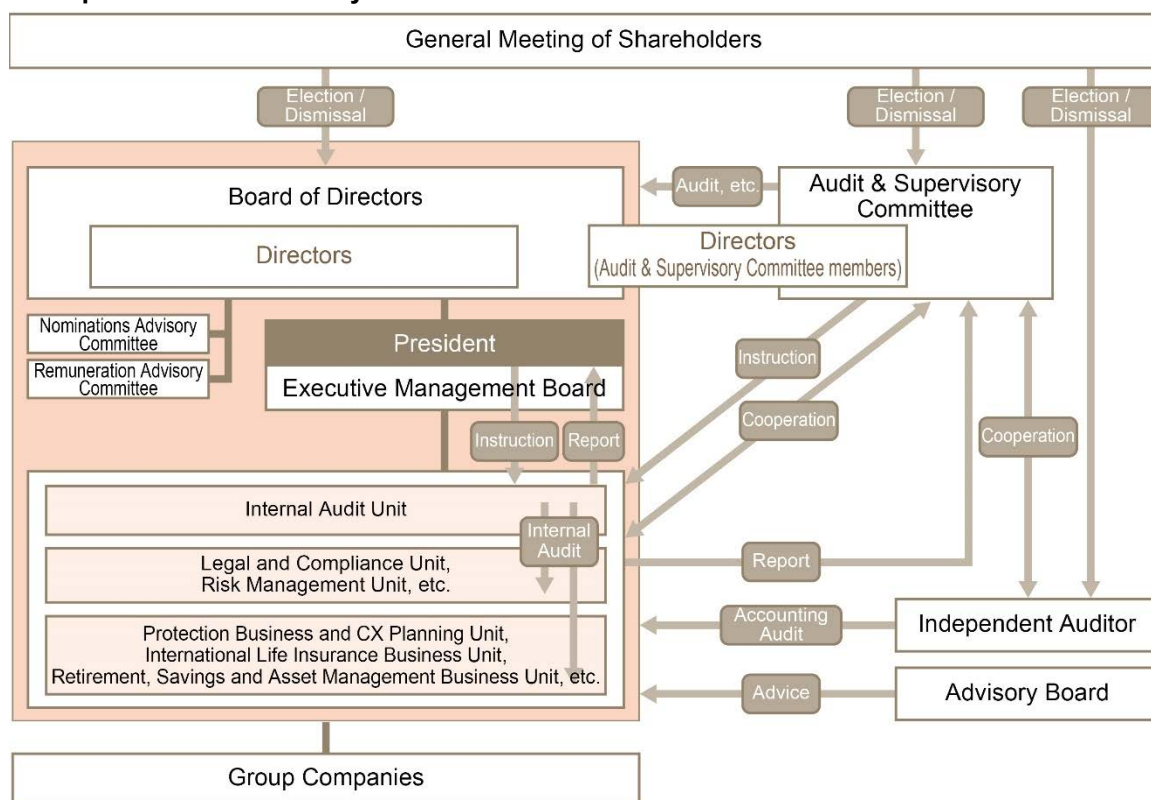 General Meeting of Shareholders
Election /
Dismissal
Election /
Dismissal
Election /
Dismissal
Board of Directors
Directors
Audit, etc.
Audit & Supervisory
Committee
Directors
(Audit & Supervisory Committee members)
Nominations Advisory
Committee
Remuneration Advisory
Committee
President
Executive Management Board
Instruction
Report
Instruction
Cooperation
Cooperation
Internal Audit Unit
Internal
Audit
Legal and Compliance Unit,
Risk Management Unit, etc.
Report
Protection Business and CX Planning Unit,
International Life Insurance Business Unit,
Retirement, Savings and Asset Management Business Unit, etc.
Accounting
Audit
Independent Auditor
Advice
Advisory Board
Group Companies